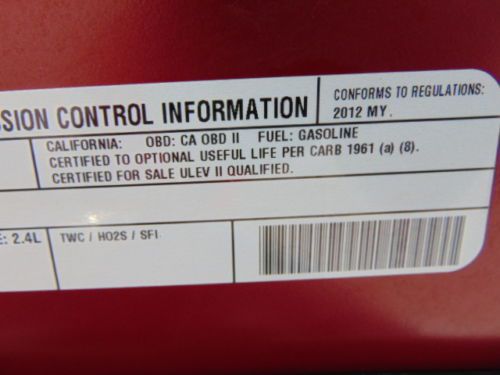 SSION CONTROL INFORMATION
CONFORMS TO REGULATIONS:
2012 MY.
CALIFORNIA: OBD: CA OBD II FUEL: GASOLINE
CERTIFIED TO OPTIONAL USEFUL LIFE PER CARB 1961 (a) (8).
CERTIFIED FOR SALE ULEV II QUALIFIED.
E: 2.4L
TWC / HO2S / SFI